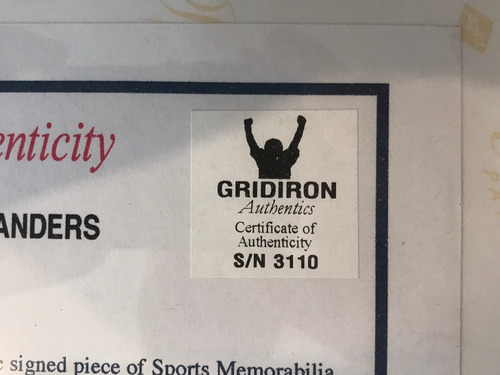 enticity
ANDERS
GRIDIRON
Authentics
Certificate of
Authenticity
S/N 3110
c signed piece of Sports Memorabilia